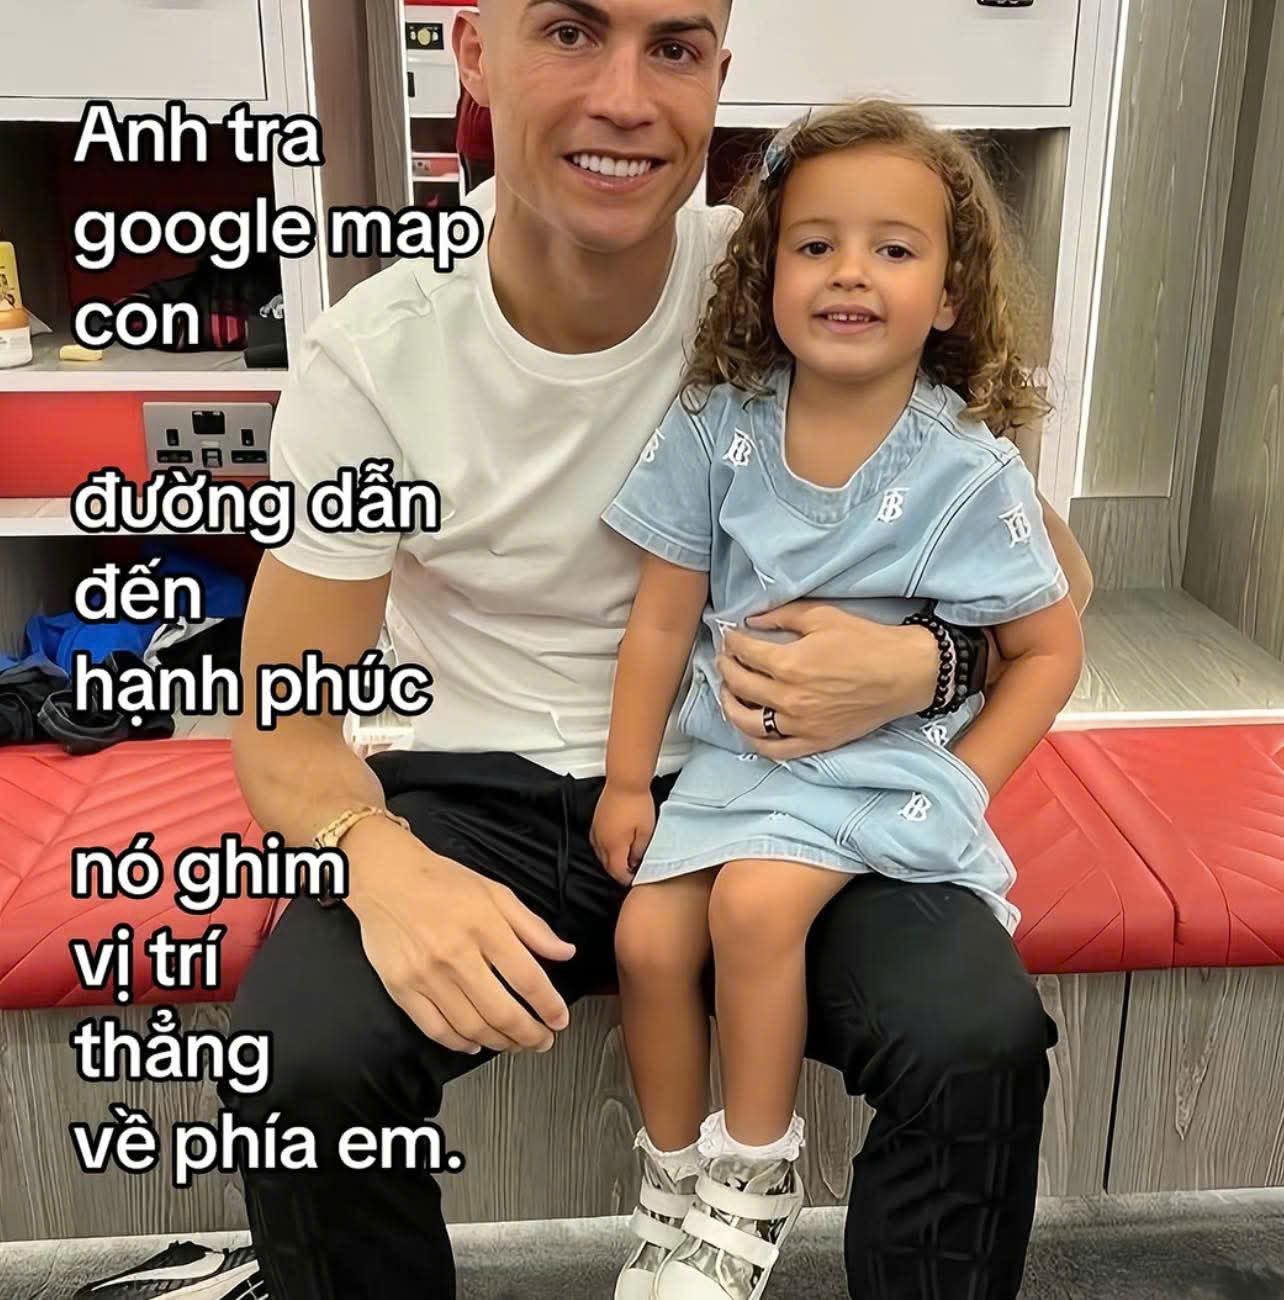 Anh tra
google map
con
đường dẫn
đến
hạnh phúc
nó ghim
vị trí
thẳng
về phía em.